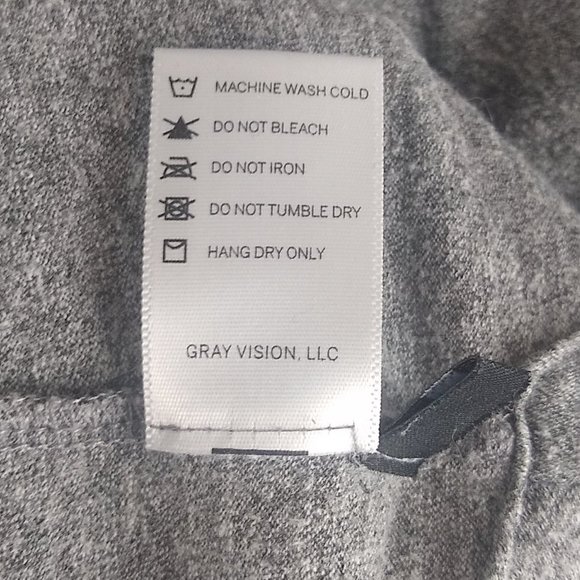 MACHINE WASH COLD
DO NOT BLEACH
DO NOT IRON
DO NOT TUMBLE DRY
HANG DRY ONLY
GRAY VISION, LLC